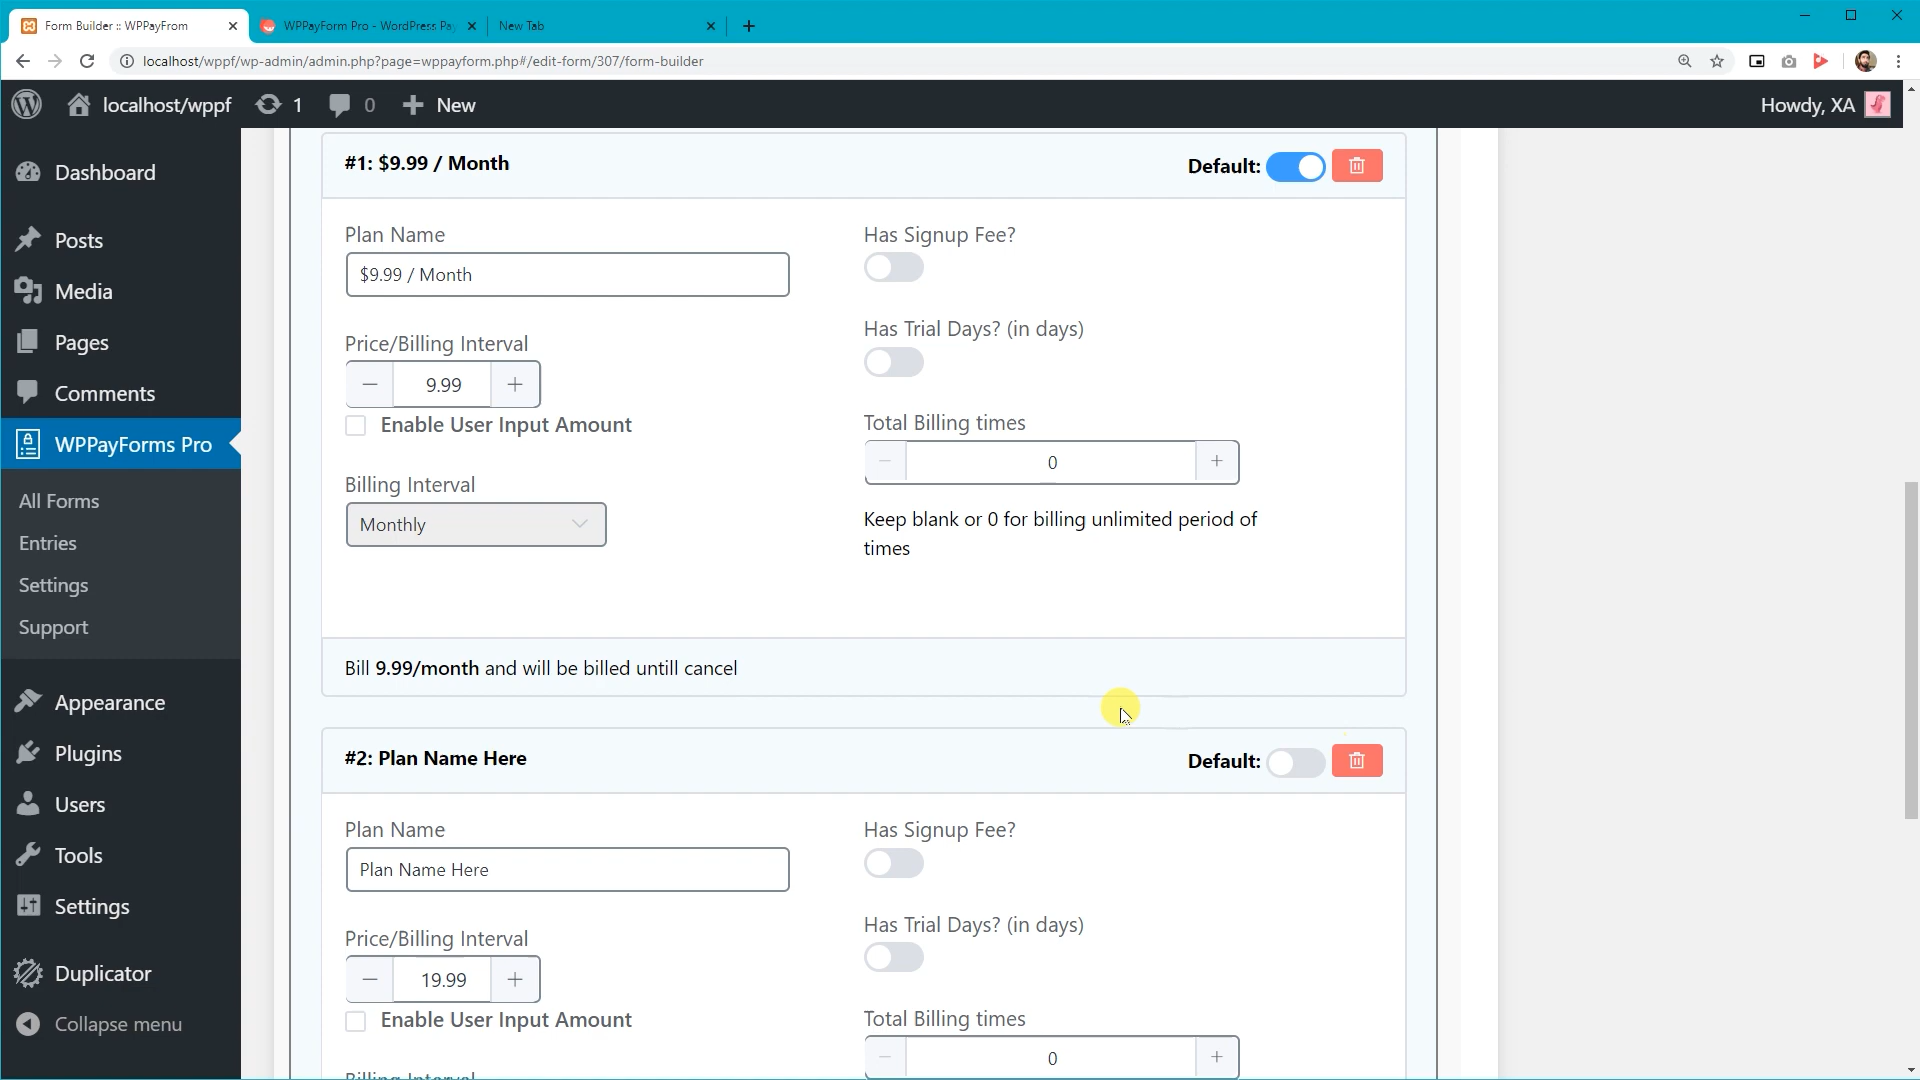 Form Builder :: WPPayFrom
WPPayForm Pro - WordPress Pay
New Tab
localhost/wppf/wp-admin/admin.php?page=wppayform.php#/edit-form/307/form-builder
localhost/wppf
1
0
New
Howdy, XA
Dashboard
Posts
Media
Pages
Comments
WPPayForms Pro
All Forms
Entries
Settings
Support
Appearance
Plugins
Users
Tools
Settings
Duplicator
Collapse menu
#1: $9.99 / Month
Default:
Plan Name
$9.99 / Month
Price/Billing Interval
9.99
Enable User Input Amount
Billing Interval
Monthly
Has Signup Fee?
Has Trial Days? (in days)
Total Billing times
0
Keep blank or 0 for billing unlimited period of
times
Bill 9.99/month and will be billed untill cancel
#2: Plan Name Here
Default:
Plan Name
Plan Name Here
Price/Billing Interval
19.99
Enable User Input Amount
Billing Interval
Has Signup Fee?
Has Trial Days? (in days)
Total Billing times
0